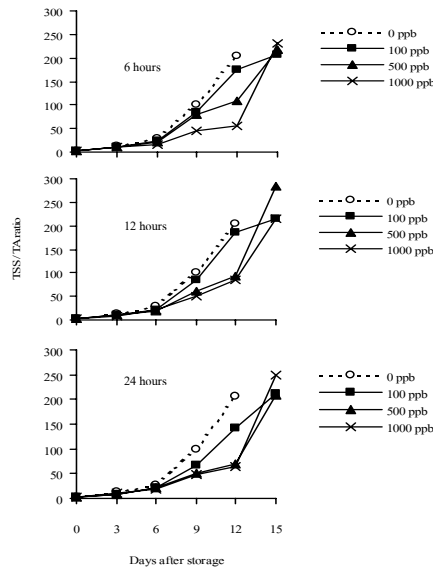 300
250
200
150
100
50
0
6 hours
0 ppb
100 ppb
500 ppb
1000 ppb
TSS/TA ratio
300
250
200
150
100
50
0
12 hours
0 ppb
100 ppb
500 ppb
1000 ppb
300
250
200
150
100
50
0
24 hours
0 ppb
100 ppb
500 ppb
1000 ppb
0 3 6 9 12 15
Days after storage